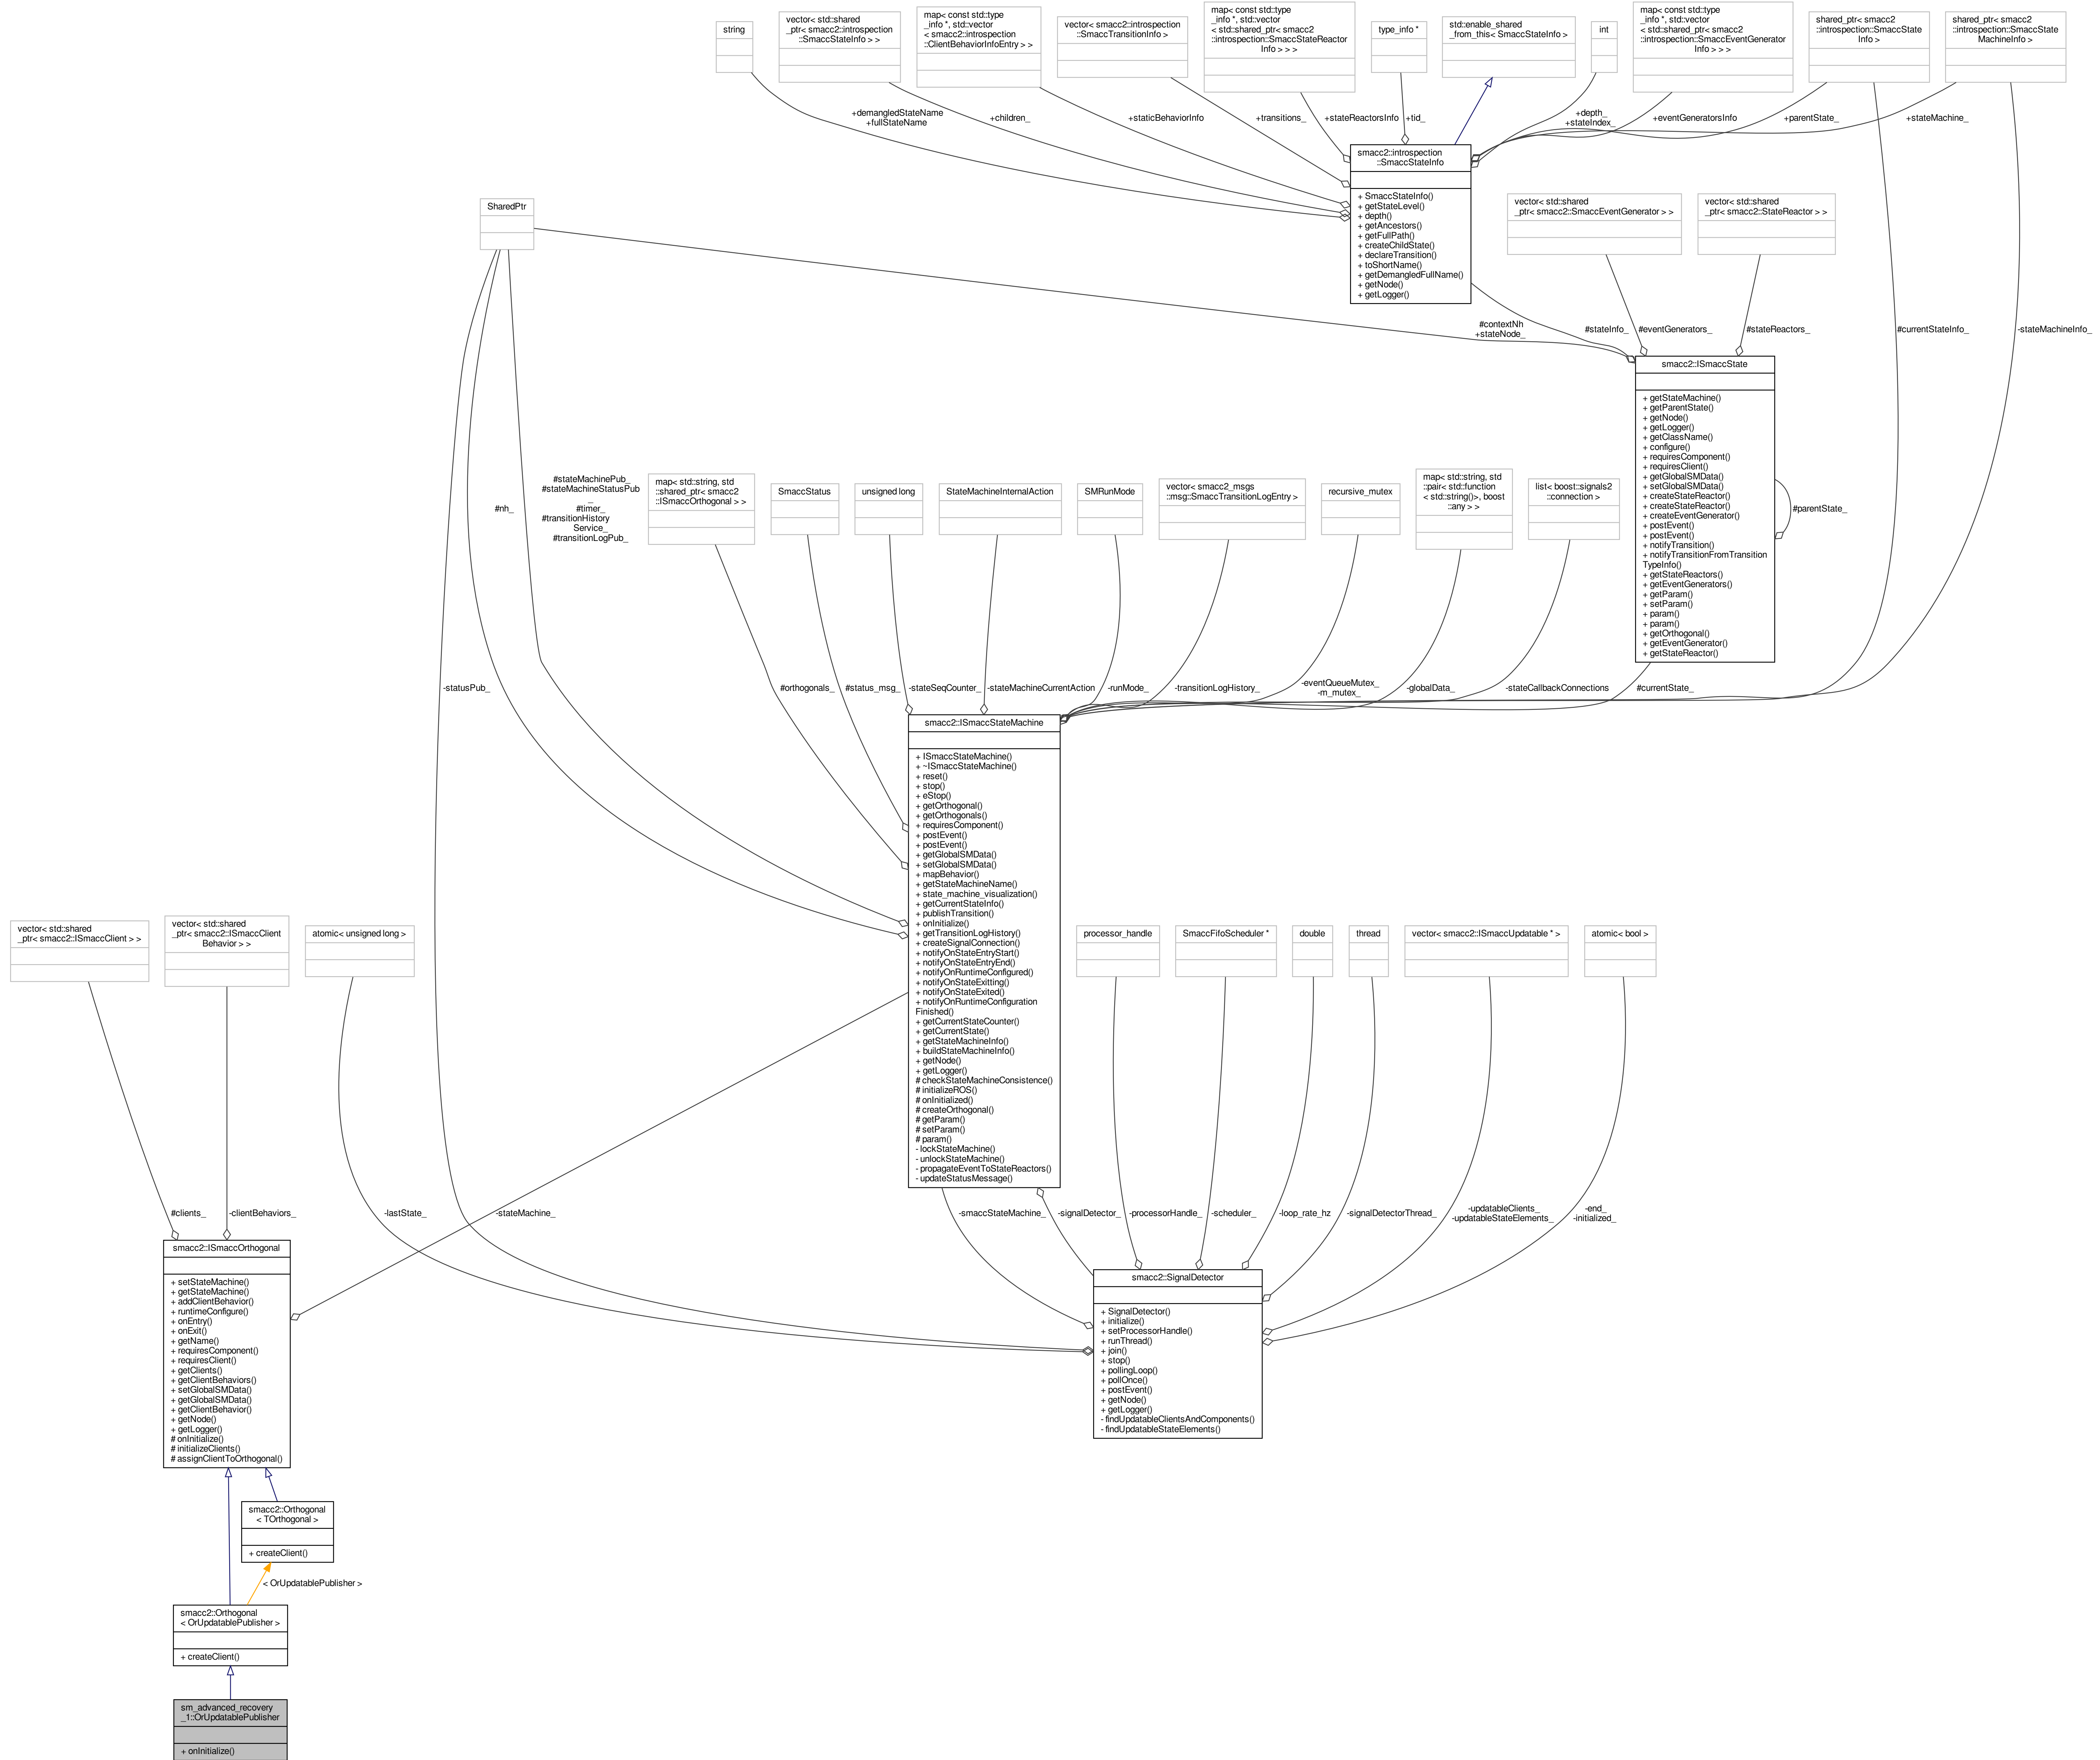 string
vector< std::shared
_ptr< smacc2::introspection
::SmaccStateInfo > >
map< const std::type
_info *, std::vector
< smacc2::introspection
::ClientBehaviorInfoEntry > >
vector< smacc2::introspection
::SmaccTransitionInfo >
map< const std::type
_info *, std::vector
< std::shared_ptr< smacc2
::introspection::SmaccStateReactor
Info > > >
type_info *
std::enable_shared
_from_this< SmaccStateInfo >
int
map< const std::type
_info *, std::vector
< std::shared_ptr< smacc2
::introspection::SmaccEventGenerator
Info > > >
shared_ptr< smacc2
::introspection::SmaccState
Info >
shared_ptr< smacc2
::introspection::SmaccState
MachineInfo >
+demangledStateName
+fullStateName
+children_
+staticBehaviorInfo
+transitions_
+stateReactorsInfo
+tid_
+depth_
+stateIndex_
+eventGeneratorsInfo
+parentState_
+stateMachine_
smacc2::introspection
::SmaccStateInfo
+ SmaccStateInfo()
+ getStateLevel()
+ depth()
+ getAncestors()
+ getFullPath()
+ createChildState()
+ declareTransition()
+ toShortName()
+ getDemangledFullName()
+ getNode()
+ getLogger()
SharedPtr
vector< std::shared
_ptr< smacc2::SmaccEventGenerator > >
vector< std::shared
_ptr< smacc2::StateReactor > >
#contextNh
+stateNode_
#stateInfo_
#eventGenerators_
#stateReactors_
#currentStateInfo_
-stateMachineInfo_
smacc2::ISmaccState
+ getStateMachine()
+ getParentState()
+ getNode()
+ getLogger()
+ getClassName()
+ configure()
+ requiresComponent()
+ requiresClient()
+ getGlobalSMData()
+ setGlobalSMData()
+ createStateReactor()
+ createStateReactor()
+ createEventGenerator()
+ postEvent()
+ postEvent()
+ notifyTransition()
+ notifyTransitionFromTransition
TypeInfo()
+ getStateReactors()
+ getEventGenerators()
+ getParam()
+ setParam()
+ param()
+ param()
+ getOrthogonal()
+ getEventGenerator()
+ getStateReactor()
#parentState_
#nh_
#stateMachinePub_
#stateMachineStatusPub
_
#timer_
#transitionHistory
Service_
#transitionLogPub_
map< std::string, std
::shared_ptr< smacc2
::ISmaccOrthogonal > >
SmaccStatus
unsigned long
StateMachineInternalAction
SMRunMode
vector< smacc2_msgs
::msg::SmaccTransitionLogEntry >
recursive_mutex
map< std::string, std
::pair< std::function
< std::string()>, boost
::any > >
list< boost::signals2
::connection >
-statusPub_
#orthogonals_
#status_msg_
-stateSeqCounter_
-stateMachineCurrentAction
-runMode_
-transitionLogHistory_
-eventQueueMutex_
-m_mutex_
-globalData_
-stateCallbackConnections
#currentState_
smacc2::ISmaccStateMachine
+ ISmaccStateMachine()
+ ~ISmaccStateMachine()
+ reset()
+ stop()
+ eStop()
+ getOrthogonal()
+ getOrthogonals()
+ requiresComponent()
+ postEvent()
+ postEvent()
+ getGlobalSMData()
+ setGlobalSMData()
+ mapBehavior()
+ getStateMachineName()
+ state_machine_visualization()
+ getCurrentStateInfo()
+ publishTransition()
+ onInitialize()
+ getTransitionLogHistory()
+ createSignalConnection()
+ notifyOnStateEntryStart()
+ notifyOnStateEntryEnd()
+ notifyOnRuntimeConfigured()
+ notifyOnStateExitting()
+ notifyOnStateExited()
+ notifyOnRuntimeConfiguration
Finished()
+ getCurrentStateCounter()
+ getCurrentState()
+ getStateMachineInfo()
+ buildStateMachineInfo()
+ getNode()
+ getLogger()
# checkStateMachineConsistence()
# initializeROS()
# onInitialized()
# createOrthogonal()
# getParam()
# setParam()
# param()
- lockStateMachine()
- unlockStateMachine()
- propagateEventToStateReactors()
- updateStatusMessage()
vector< std::shared
_ptr< smacc2::ISmaccClient > >
vector< std::shared
_ptr< smacc2::ISmaccClient
Behavior > >
atomic< unsigned long >
processor_handle
SmaccFifoScheduler *
double
thread
vector< smacc2::ISmaccUpdatable * >
atomic< bool >
#clients_
-clientBehaviors_
-lastState_
-stateMachine_
-smaccStateMachine_
-signalDetector_
-processorHandle_
-scheduler_
-loop_rate_hz
-signalDetectorThread_
-updatableClients_
-updatableStateElements_
-end_
-initialized_
smacc2::ISmaccOrthogonal
+ setStateMachine()
+ getStateMachine()
+ addClientBehavior()
+ runtimeConfigure()
+ onEntry()
+ onExit()
+ getName()
+ requiresComponent()
+ requiresClient()
+ getClients()
+ getClientBehaviors()
+ setGlobalSMData()
+ getGlobalSMData()
+ getClientBehavior()
+ getNode()
+ getLogger()
# onInitialize()
# initializeClients()
# assignClientToOrthogonal()
smacc2::SignalDetector
+ SignalDetector()
+ initialize()
+ setProcessorHandle()
+ runThread()
+ join()
+ stop()
+ pollingLoop()
+ pollOnce()
+ postEvent()
+ getNode()
+ getLogger()
- findUpdatableClientsAndComponents()
- findUpdatableStateElements()
smacc2::Orthogonal
< TOrthogonal >
+ createClient()
< OrUpdatablePublisher >
smacc2::Orthogonal
< OrUpdatablePublisher >
+ createClient()
sm_advanced_recovery
_1::OrUpdatablePublisher
+ onInitialize()